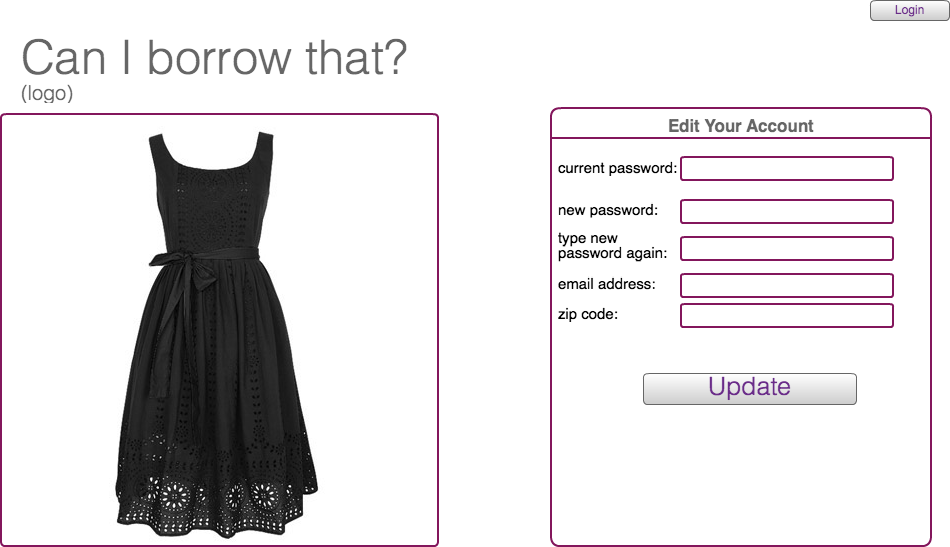 Login
Can I borrow that?
(logo)
Edit Your Account
current password:
new password:
type new
password again:
email address:
zip code:
Update